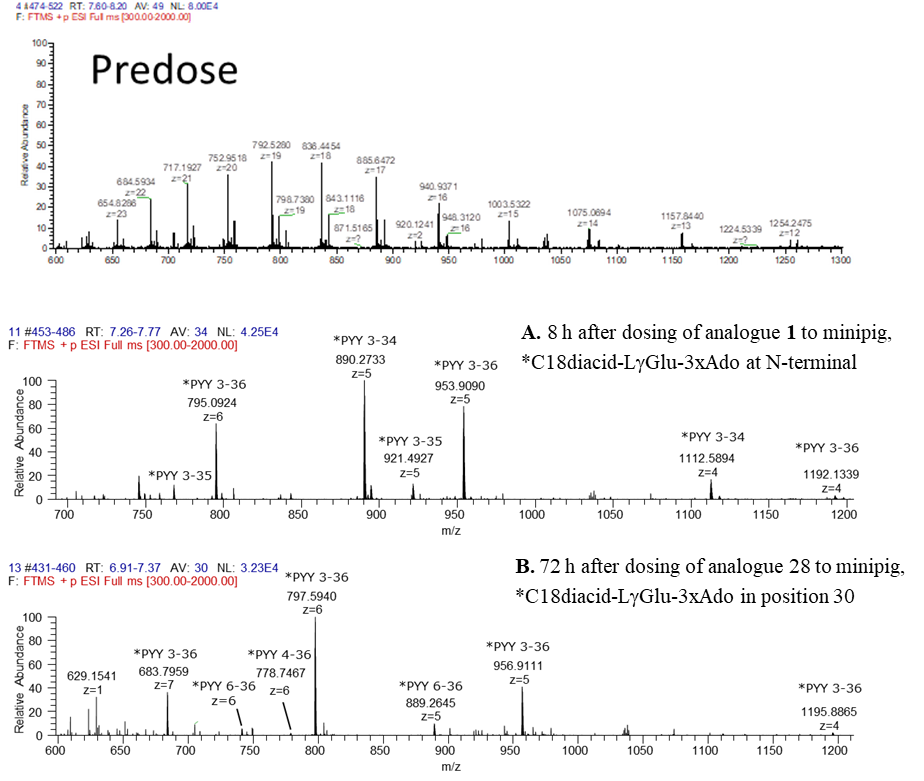 4 #474-522 RT: 7.60-8.20 AV: 49 NL: 8.00E4
F: FTMS + p ESI Full ms [300.00-2000.00]
Predose
Relative Abundance
100
90
80
70
60
50
40
30
20
10
0
654.8286
z=23
684.5934
z=22
717.1927
z=21
752.9518
z=20
792.5280
z=19
798.7380
z=19
836.4454
z=18
843.1116
z=18
871.5165
z=?
885.6472
z=17
920.1241
z=2
940.9371
z=16
948.3120
z=16
1003.5322
z=15
1075.0694
z=14
1157.8440
z=13
1224.5339
z=?
1254.2475
z=12
600 650 700 750 800 850 900 950 1000 1050 1100 1150 1200 1250 1300
11 #453-486 RT: 7.26-7.77 AV: 34 NL: 4.25E4
F: FTMS + p ESI Full ms [300.00-2000.00]
A. 8 h after dosing of analogue 1 to minipig,
*C18diacid-LγGlu-3xAdo at N-terminal
Relative Abundance
100
80
60
40
20
0
*PYY 3-35
*PYY 3-36
795.0924
z=6
*PYY 3-34
890.2733
z=5
*PYY 3-35
921.4927
z=5
*PYY 3-36
953.9090
z=5
*PYY 3-34
1112.5894
z=4
*PYY 3-36
1192.1339
z=4
700 750 800 850 900 950 1000 1050 1100 1150 1200
m/z
13 #431-460 RT: 6.91-7.37 AV: 30 NL: 3.23E4
F: FTMS + p ESI Full ms [300.00-2000.00]
B. 72 h after dosing of analogue 28 to minipig,
*C18diacid-LγGlu-3xAdo in position 30
Relative Abundance
100
80
60
40
20
0
629.1541
z=1
*PYY 3-36
683.7959
z=7
*PYY 6-36
z=6
*PYY 4-36
778.7467
z=6
*PYY 3-36
797.5940
z=6
*PYY 6-36
889.2645
z=5
*PYY 3-36
956.9111
z=5
*PYY 3-36
1195.8865
z=4
600 650 700 750 800 850 900 950 1000 1050 1100 1150 1200
m/z